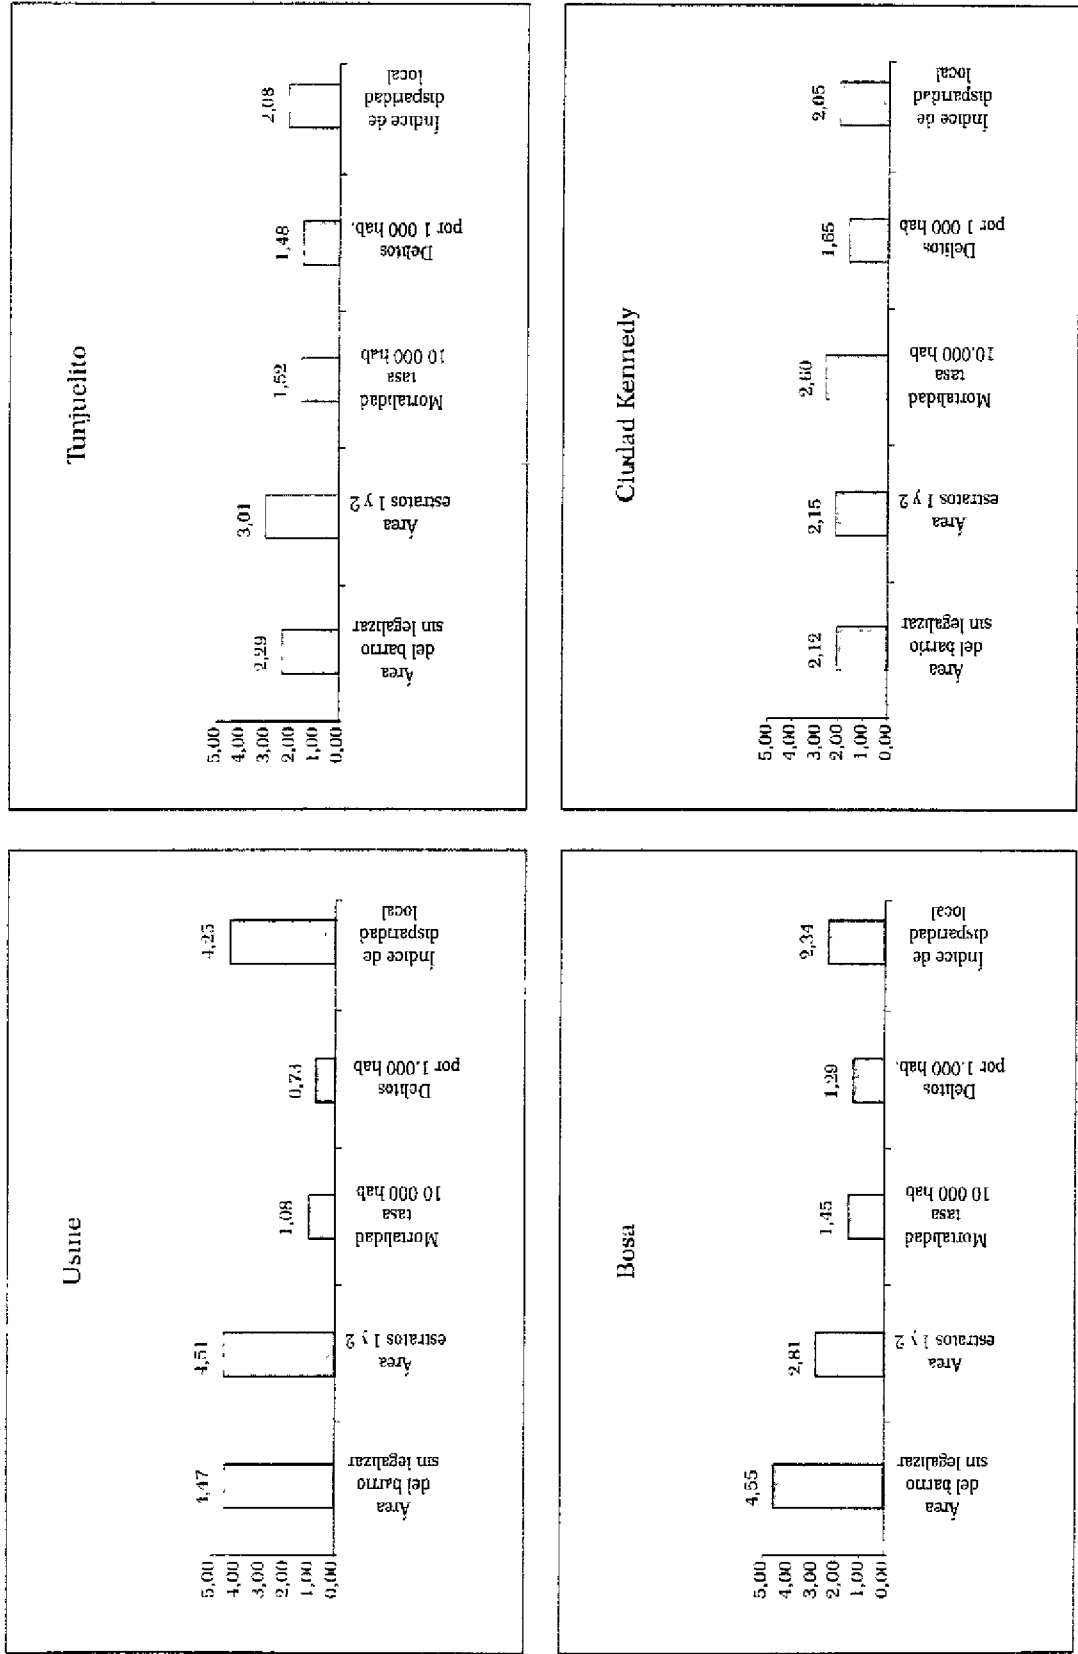 Usme
5,00
4,00
3,00
2,00
1,00
0,00
4,47
4,51
1,08
0,73
4,25
Área
del barrio
sin legalizar
Área
estratos 1 y 2
Mortalidad
tasa
10 000 hab
Delitos
por 1.000 hab
Índice de
disparidad
local
Tunjuelito
5,00
4,00
3,00
2,00
1,00
0,00
2,29
3,01
1,52
1,48
2,08
Área
del barrio
sin legalizar
Área
estratos 1 y 2
Mortalidad
tasa
10 000 hab
Delitos
por 1 000 hab.
Índice de
disparidad
local
Bosa
5,00
4,00
3,00
2,00
1,00
0,00
4,55
2,81
1,45
1,29
2,34
Área
del barrio
sin legalizar
Area
estratos 1 y 2
Mortalidad
tasa
10 000 hab
Delitos
por 1.000 hab.
Índice de
disparidad
local
Ciudad Kennedy
5,00
4,00
3,00
2,00
1,00
0,00
2,12
2,15
2,60
1,65
2,05
Área
del barrio
sin legalizar
Área
estratos 1 y 2
Mortalidad
tasa
10.000 hab
Delitos
por 1 000 hab
Índice de
disparidad
local